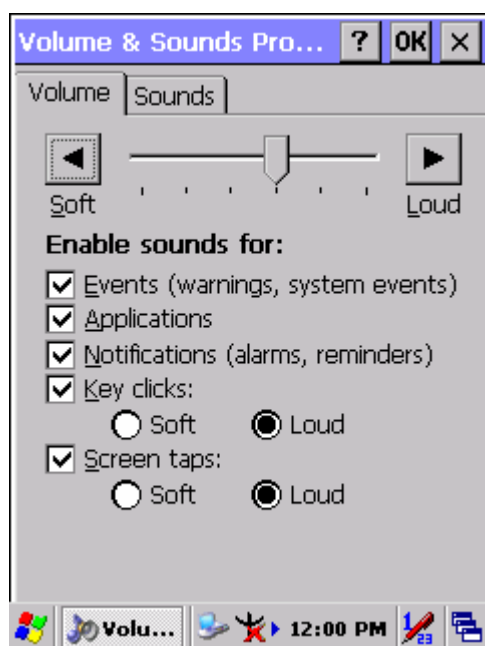 Volume & Sounds Pro... ? OK ×
Volume Sounds
Soft Loud
Enable sounds for:
Events (warnings, system events)
Applications
Notifications (alarms, reminders)
Key clicks:
Soft Loud
Screen taps:
Soft Loud
Volu... 12:00 PM 123